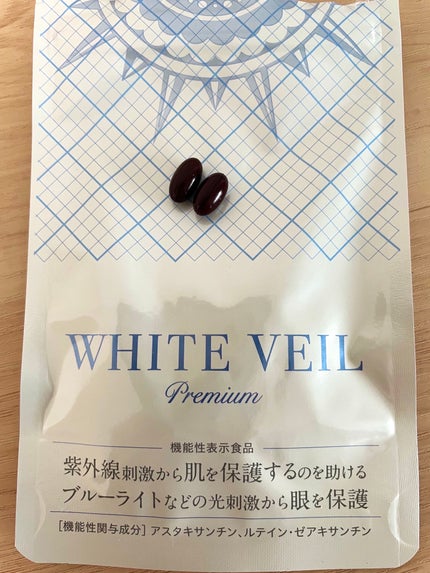 WHITE VEIL
Premium
機能性表示食品
紫外線刺激から肌を保護するのを助ける
ブルーライトなどの光刺激から眼を保護
[機能性関与成分] アスタキサンチン、ルテイン・ゼアキサンチン